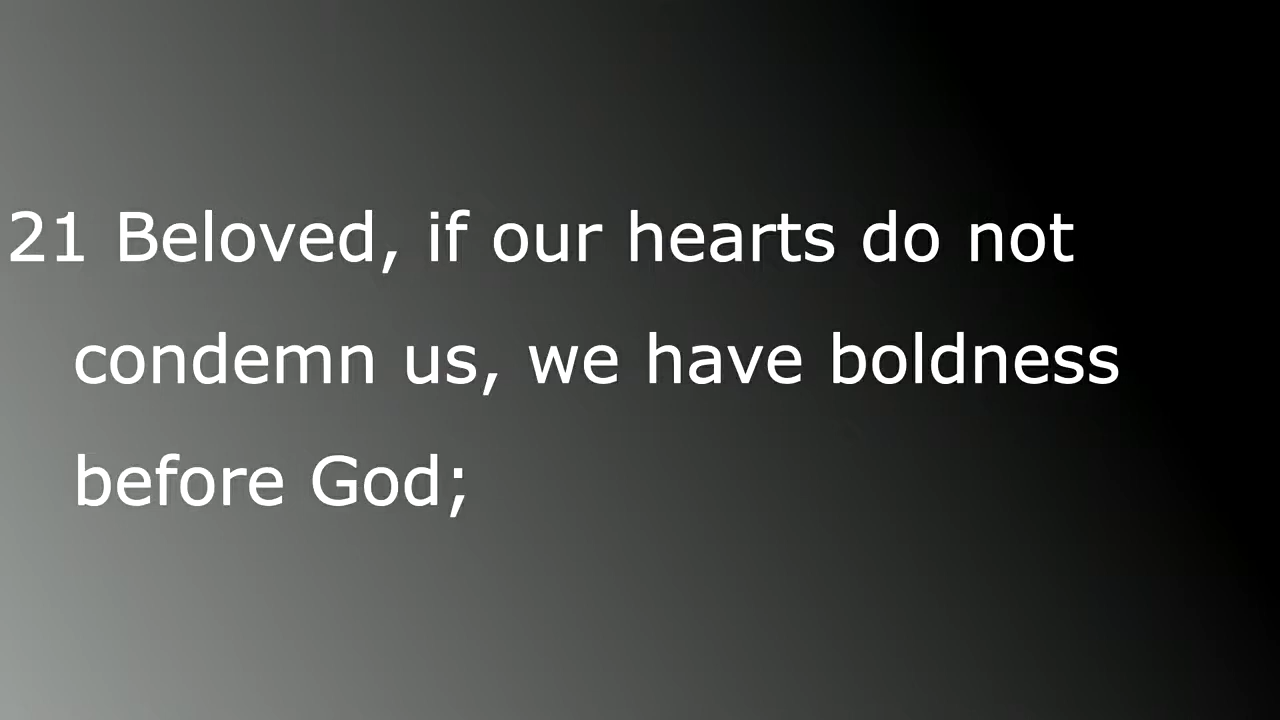 21 Beloved, if our hearts do not
condemn us, we have boldness
before God;